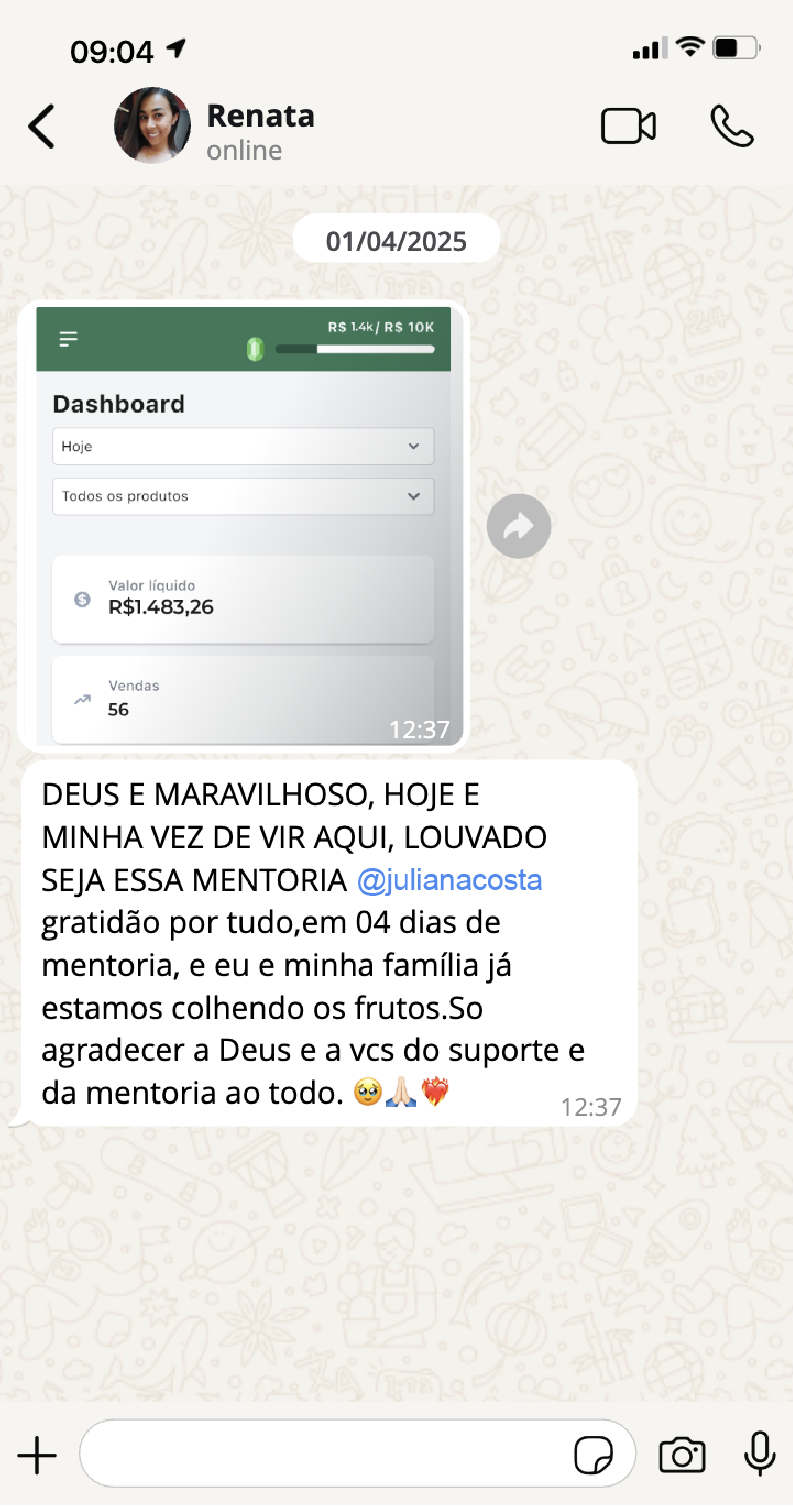 09:04
Renata
online
01/04/2025
R$ 1.4k / R$ 10K
Dashboard
Hoje
Todos os produtos
Valor líquido
R$1.483,26
Vendas
56
12:37
DEUS E MARAVILHOSO, HOJE E
MINHA VEZ DE VIR AQUI, LOUVADO
SEJA ESSA MENTORIA @julianacosta
gratidão por tudo,em 04 dias de
mentoria, e eu e minha família já
estamos colhendo os frutos.So
agradecer a Deus e a vcs do suporte e
da mentoria ao todo. 🥹🙏🏻❤️‍🔥
12:37